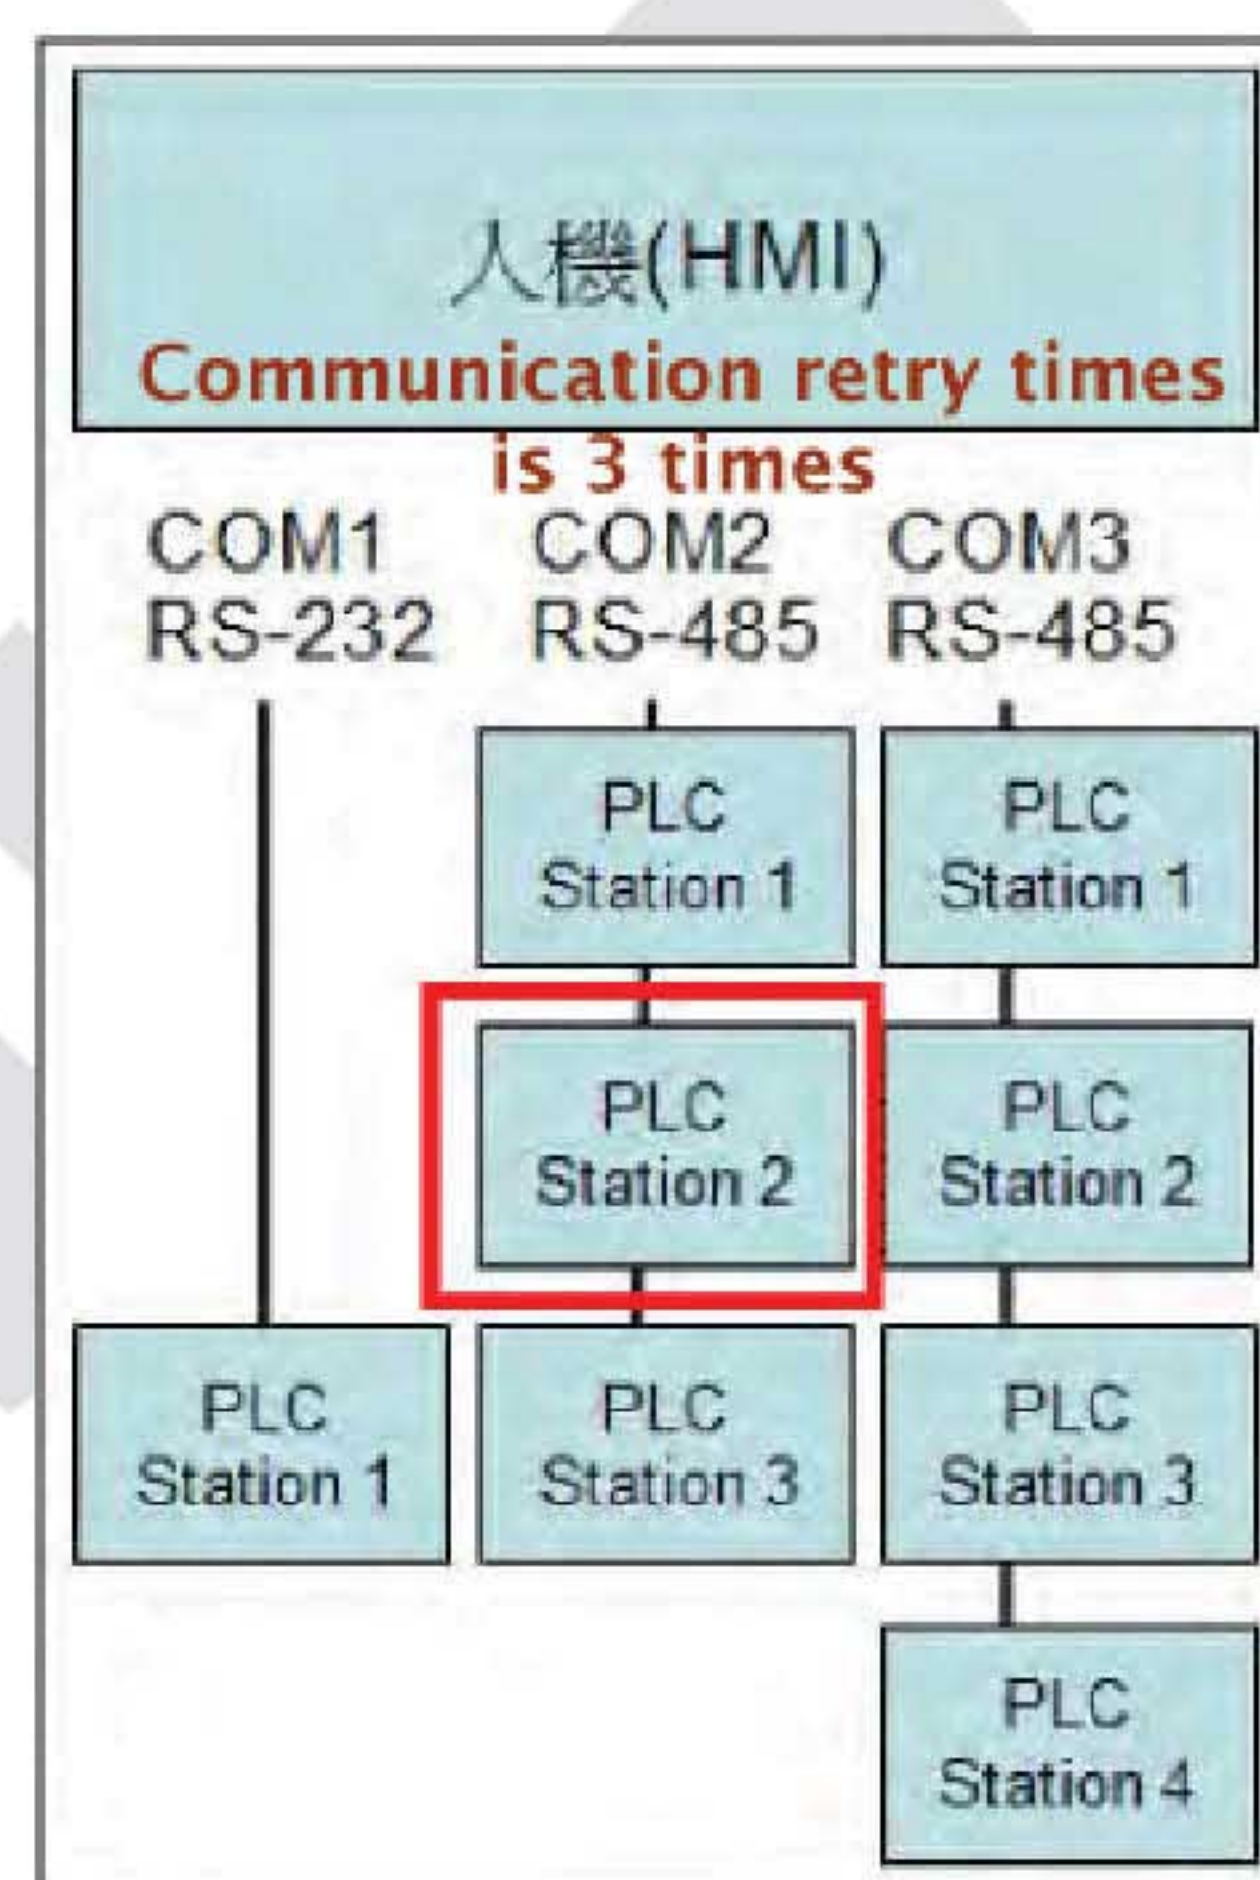 人機(HMI)
Communication retry times
is 3 times
COM1
RS-232
COM2
RS-485
COM3
RS-485
PLC
Station 1
PLC
Station 1
PLC
Station 2
PLC
Station 2
PLC
Station 1
PLC
Station 3
PLC
Station 3
PLC
Station 4